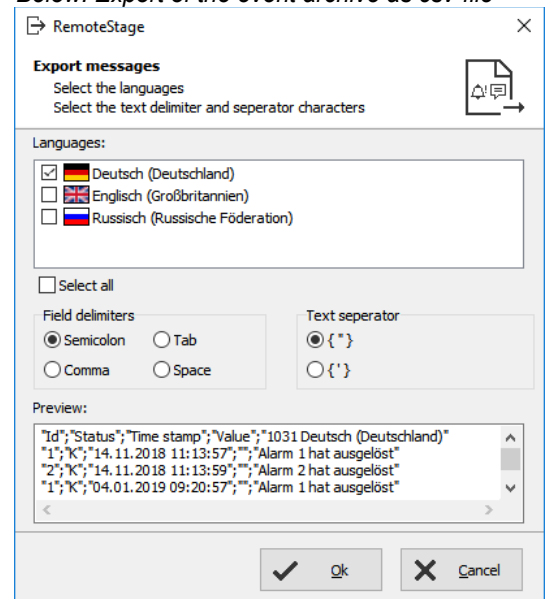 Below: Export of the event archive as csv file
RemoteStage
Export messages
Select the languages
Select the text delimiter and seperator characters
Languages:
Deutsch (Deutschland)
Englisch (Großbritannien)
Russisch (Russische Föderation)
Select all
Field delimiters
Semicolon
Tab
Comma
Space
Text seperator
{"}
{'}
Preview:
"Id";"Status";"Time stamp";"Value";"1031 Deutsch (Deutschland)"
"1";"K";"14.11.2018 11:13:57";"";"Alarm 1 hat ausgelöst"
"2";"K";"14.11.2018 11:13:59";"";"Alarm 2 hat ausgelöst"
"1";"K";"04.01.2019 09:20:57";"";"Alarm 1 hat ausgelöst"
Ok
Cancel